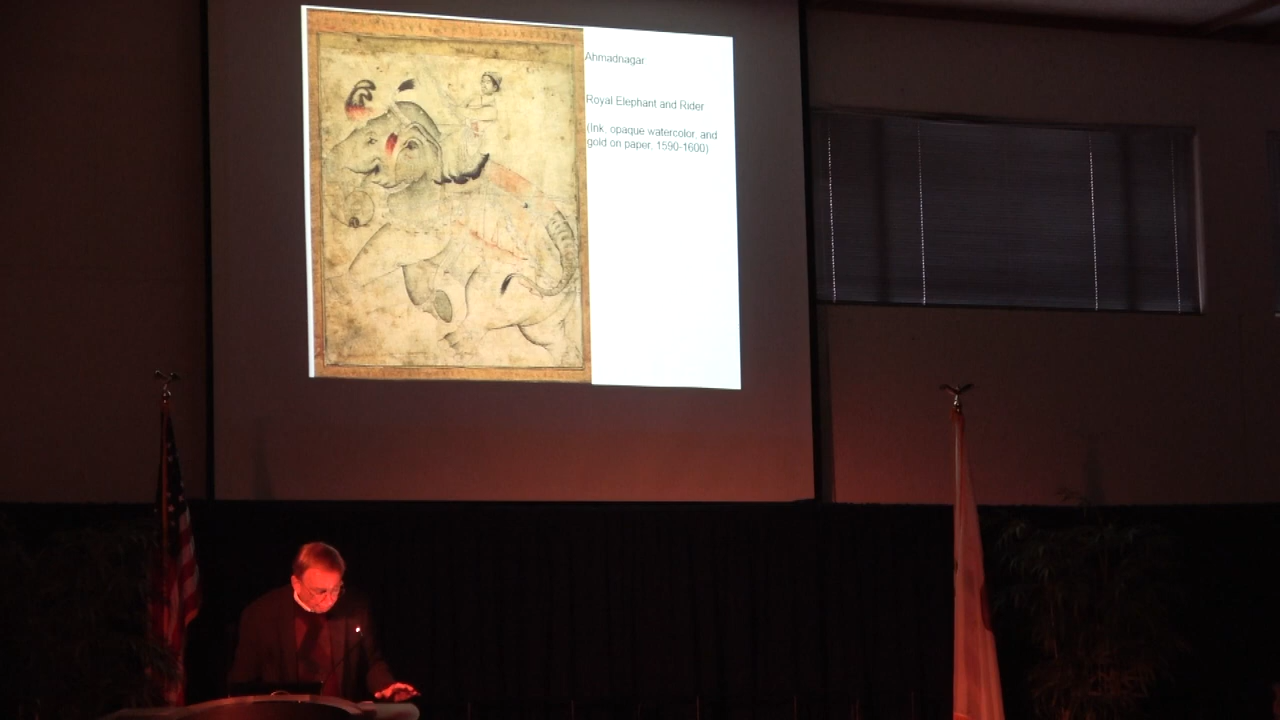 Ahmadnagar
Royal Elephant and Rider
(Ink, opaque watercolor, and
gold on paper, 1590-1600)